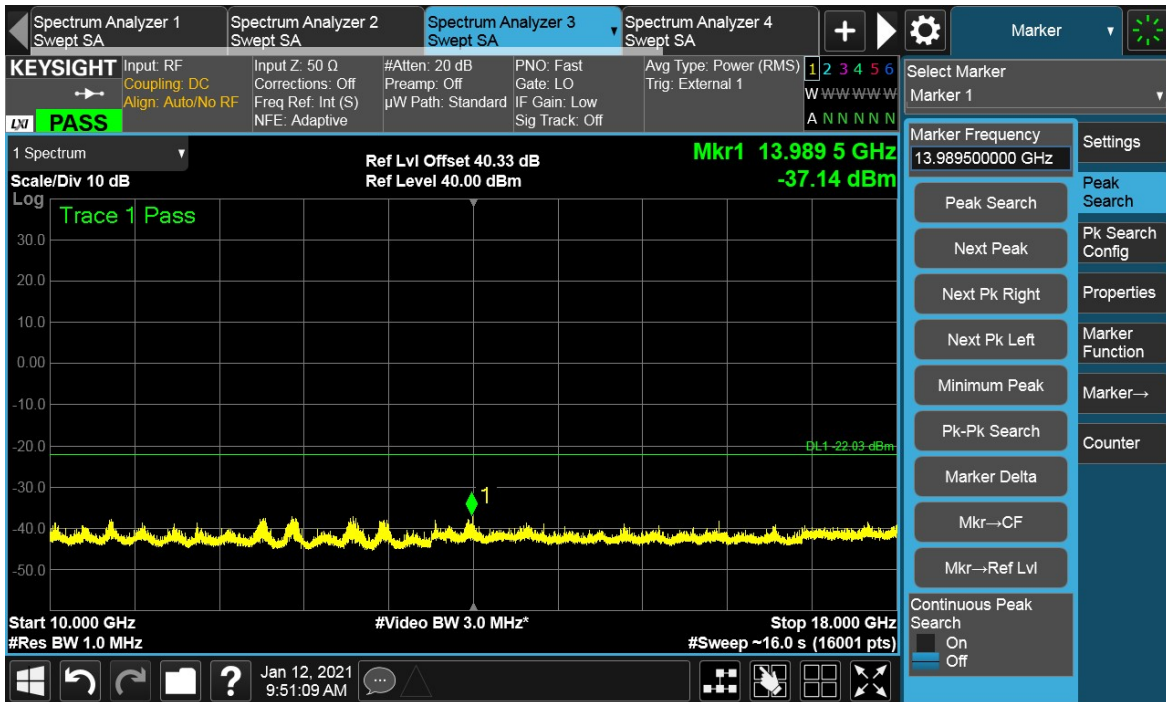 Spectrum Analyzer 1
Swept SA
Spectrum Analyzer 2
Swept SA
Spectrum Analyzer 3
Swept SA
Spectrum Analyzer 4
Swept SA
+
Marker
KEYSIGHT
LXI PASS
Input: RF
Coupling: DC
Align: Auto/No RF
Input Z: 50 Ω
Corrections: Off
Freq Ref: Int (S)
NFE: Adaptive
#Atten: 20 dB
Preamp: Off
µW Path: Standard
PNO: Fast
Gate: LO
IF Gain: Low
Sig Track: Off
Avg Type: Power (RMS)
Trig: External 1
1 2 3 4 5 6
W W W W W W
A N N N N N
Select Marker
Marker 1
1 Spectrum
Scale/Div 10 dB
Ref Lvl Offset 40.33 dB
Ref Level 40.00 dBm
Mkr1 13.989 5 GHz
-37.14 dBm
Log
Trace 1 Pass
30.0
20.0
10.0
0.00
-10.0
-20.0
-30.0
-40.0
-50.0
DL1 -22.03 dBm
1
Start 10.000 GHz
#Res BW 1.0 MHz
#Video BW 3.0 MHz*
Stop 18.000 GHz
#Sweep ~16.0 s (16001 pts)
Marker Frequency
13.989500000 GHz
Peak Search
Next Peak
Next Pk Right
Next Pk Left
Minimum Peak
Pk-Pk Search
Marker Delta
Mkr→CF
Mkr→Ref Lvl
Continuous Peak
Search
On
Off
Settings
Peak
Search
Pk Search
Config
Properties
Marker
Function
Marker→
Counter
?
Jan 12, 2021
9:51:09 AM